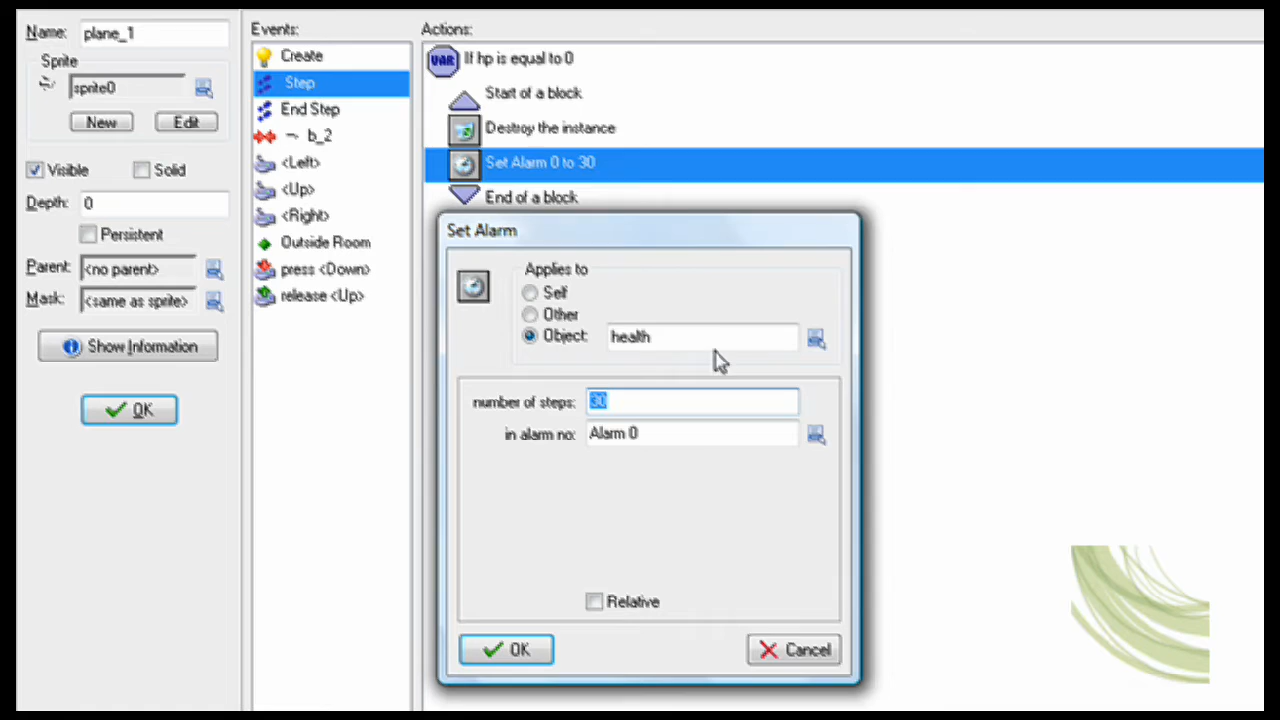 Name: plane_1
Sprite
sprite0
New Edit
Visible Solid
Depth: 0
Persistent
Parent: <no parent>
Mask: <same as sprite>
Show Information
OK
Events:
Create
Step
End Step
b_2
<Left>
<Up>
<Right>
Outside Room
press <Down>
release <Up>
Actions:
VAR If hp is equal to 0
Start of a block
Destroy the instance
Set Alarm 0 to 30
End of a block
Set Alarm
Applies to
Self
Other
Object: health
number of steps: 30
in alarm no: Alarm 0
Relative
OK Cancel